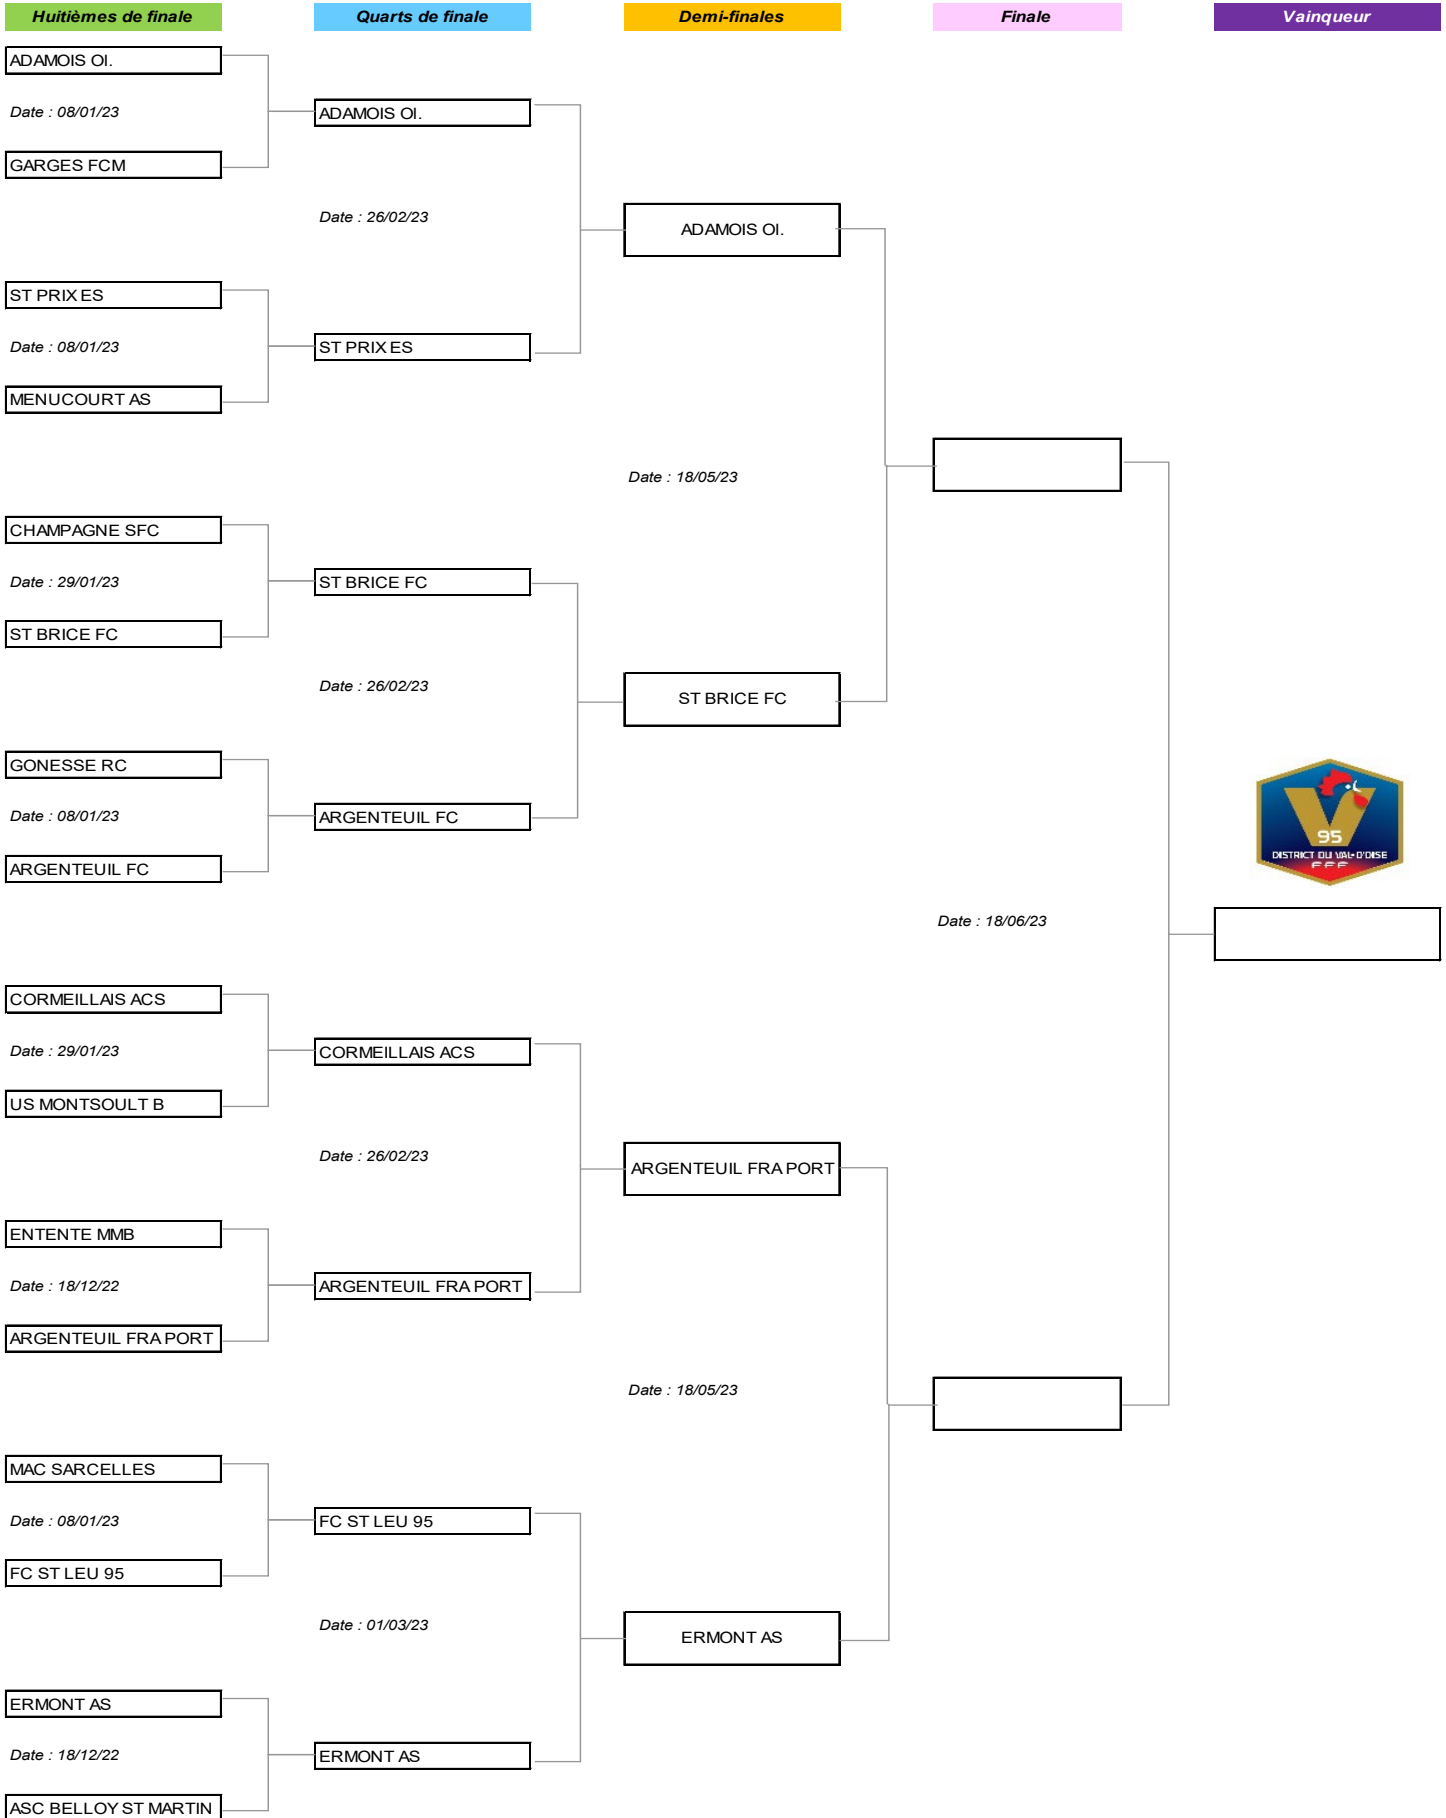 Huitièmes de finale
Quarts de finale
Demi-finales
Finale
Vainqueur
ADAMOIS OI.
Date : 08/01/23
ADAMOIS OI.
GARGES FCM
Date : 26/02/23
ADAMOIS OI.
ST PRIX ES
Date : 08/01/23
ST PRIX ES
MENUCOURT AS
Date : 18/05/23
CHAMPAGNE SFC
Date : 29/01/23
ST BRICE FC
ST BRICE FC
Date : 26/02/23
ST BRICE FC
GONESSE RC
Date : 08/01/23
ARGENTEUIL FC
ARGENTEUIL FC
95
DISTRICT DU VAL-D'OISE
FFF
Date : 18/06/23
CORMEILLAIS ACS
Date : 29/01/23
CORMEILLAIS ACS
US MONTSOULT B
Date : 26/02/23
ARGENTEUIL FRA PORT
ENTENTE MMB
Date : 18/12/22
ARGENTEUIL FRA PORT
ARGENTEUIL FRA PORT
Date : 18/05/23
MAC SARCELLES
Date : 08/01/23
FC ST LEU 95
FC ST LEU 95
Date : 01/03/23
ERMONT AS
ERMONT AS
Date : 18/12/22
ERMONT AS
ASC BELLOY ST MARTIN